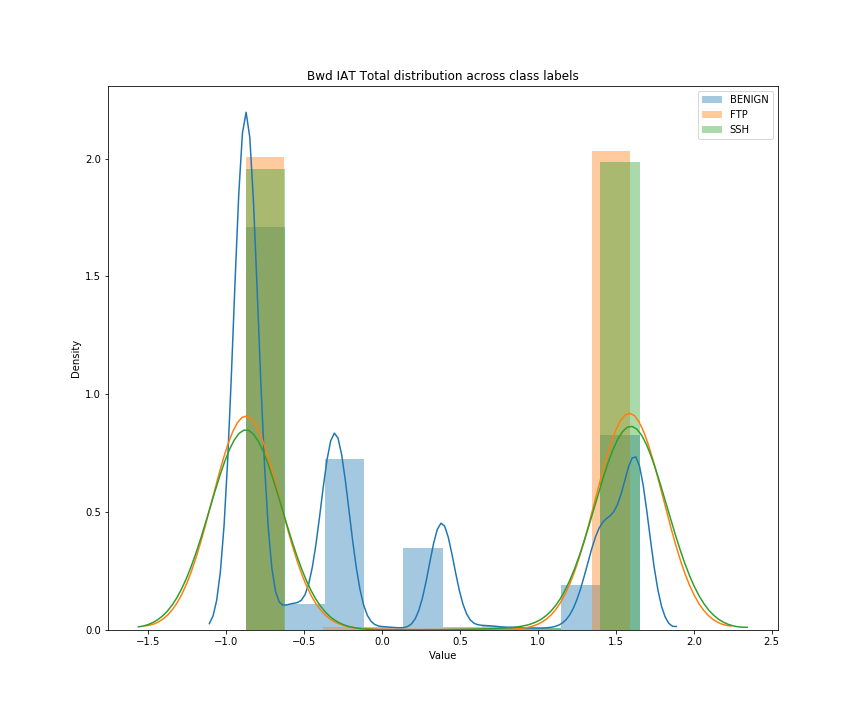 Bwd IAT Total distribution across class labels
BENIGN
FTP
SSH
Density
2.0
1.5
1.0
0.5
0.0
−1.5 −1.0 −0.5 0.0 0.5 1.0 1.5 2.0 2.5
Value